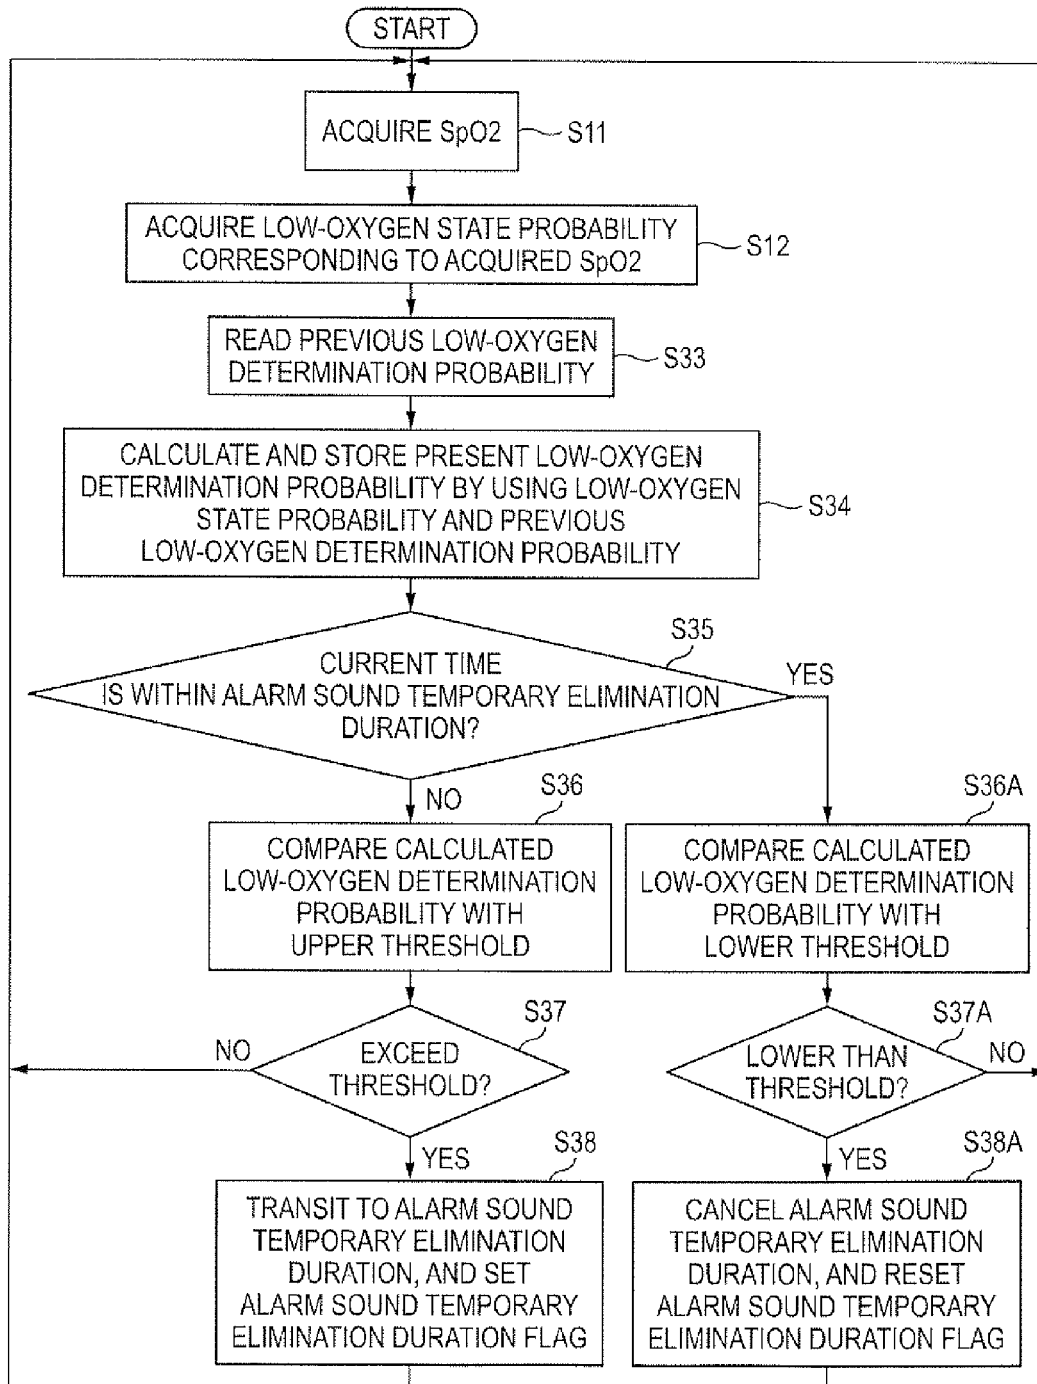 START
ACQUIRE SpO2
S11
ACQUIRE LOW-OXYGEN STATE PROBABILITY
CORRESPONDING TO ACQUIRED SpO2
S12
READ PREVIOUS LOW-OXYGEN
DETERMINATION PROBABILITY
S33
CALCULATE AND STORE PRESENT LOW-OXYGEN
DETERMINATION PROBABILITY BY USING LOW-OXYGEN
STATE PROBABILITY AND PREVIOUS
LOW-OXYGEN DETERMINATION PROBABILITY
S34
S35
CURRENT TIME
IS WITHIN ALARM SOUND TEMPORARY ELIMINATION
DURATION?
YES
NO
S36
COMPARE CALCULATED
LOW-OXYGEN DETERMINATION
PROBABILITY WITH
UPPER THRESHOLD
S36A
COMPARE CALCULATED
LOW-OXYGEN DETERMINATION
PROBABILITY WITH
LOWER THRESHOLD
S37
NO
EXCEED
THRESHOLD?
YES
S37A
LOWER THAN
THRESHOLD?
NO
YES
S38
TRANSIT TO ALARM SOUND
TEMPORARY ELIMINATION
DURATION, AND SET
ALARM SOUND TEMPORARY
ELIMINATION DURATION FLAG
S38A
CANCEL ALARM SOUND
TEMPORARY ELIMINATION
DURATION, AND RESET
ALARM SOUND TEMPORARY
ELIMINATION DURATION FLAG